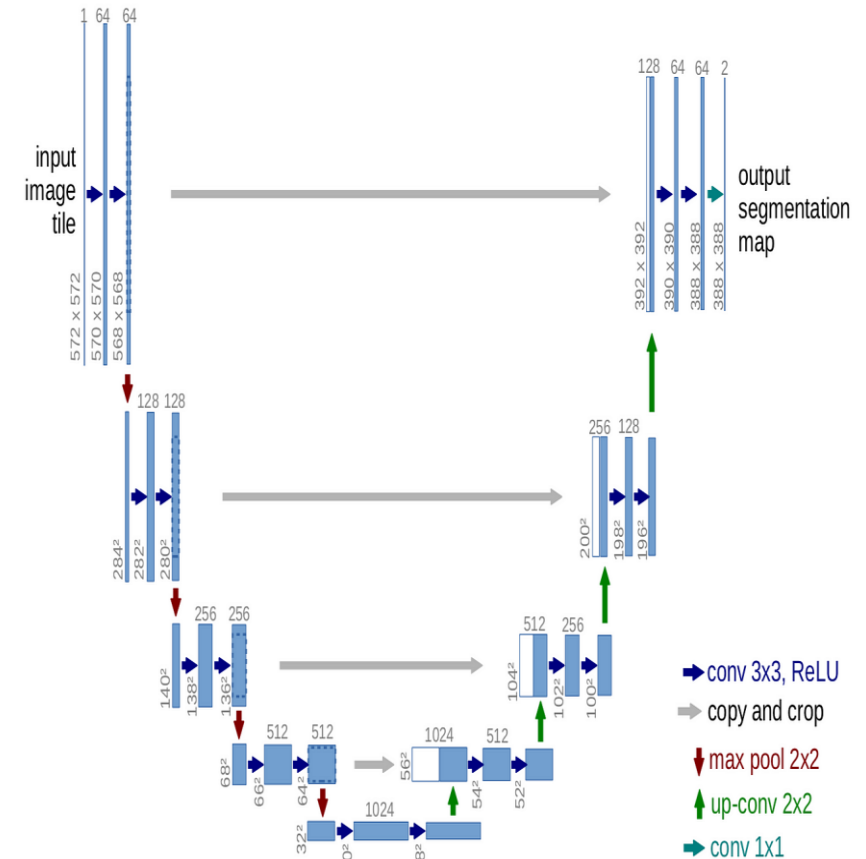 1 64 64
input
image
tile
572 x 572
570 x 570
568 x 568
128 64 64 2
output
segmentation
map
392 x 392
390 x 390
388 x 388
388 x 388
128 128
284²
282²
280²
256 128
200²
198²
196²
256 256
140²
138²
136²
512 256
104²
102²
100²
512 512
68²
66²
64²
1024 512
56²
54²
52²
1024
32²
conv 3x3, ReLU
copy and crop
max pool 2x2
up-conv 2x2
conv 1x1